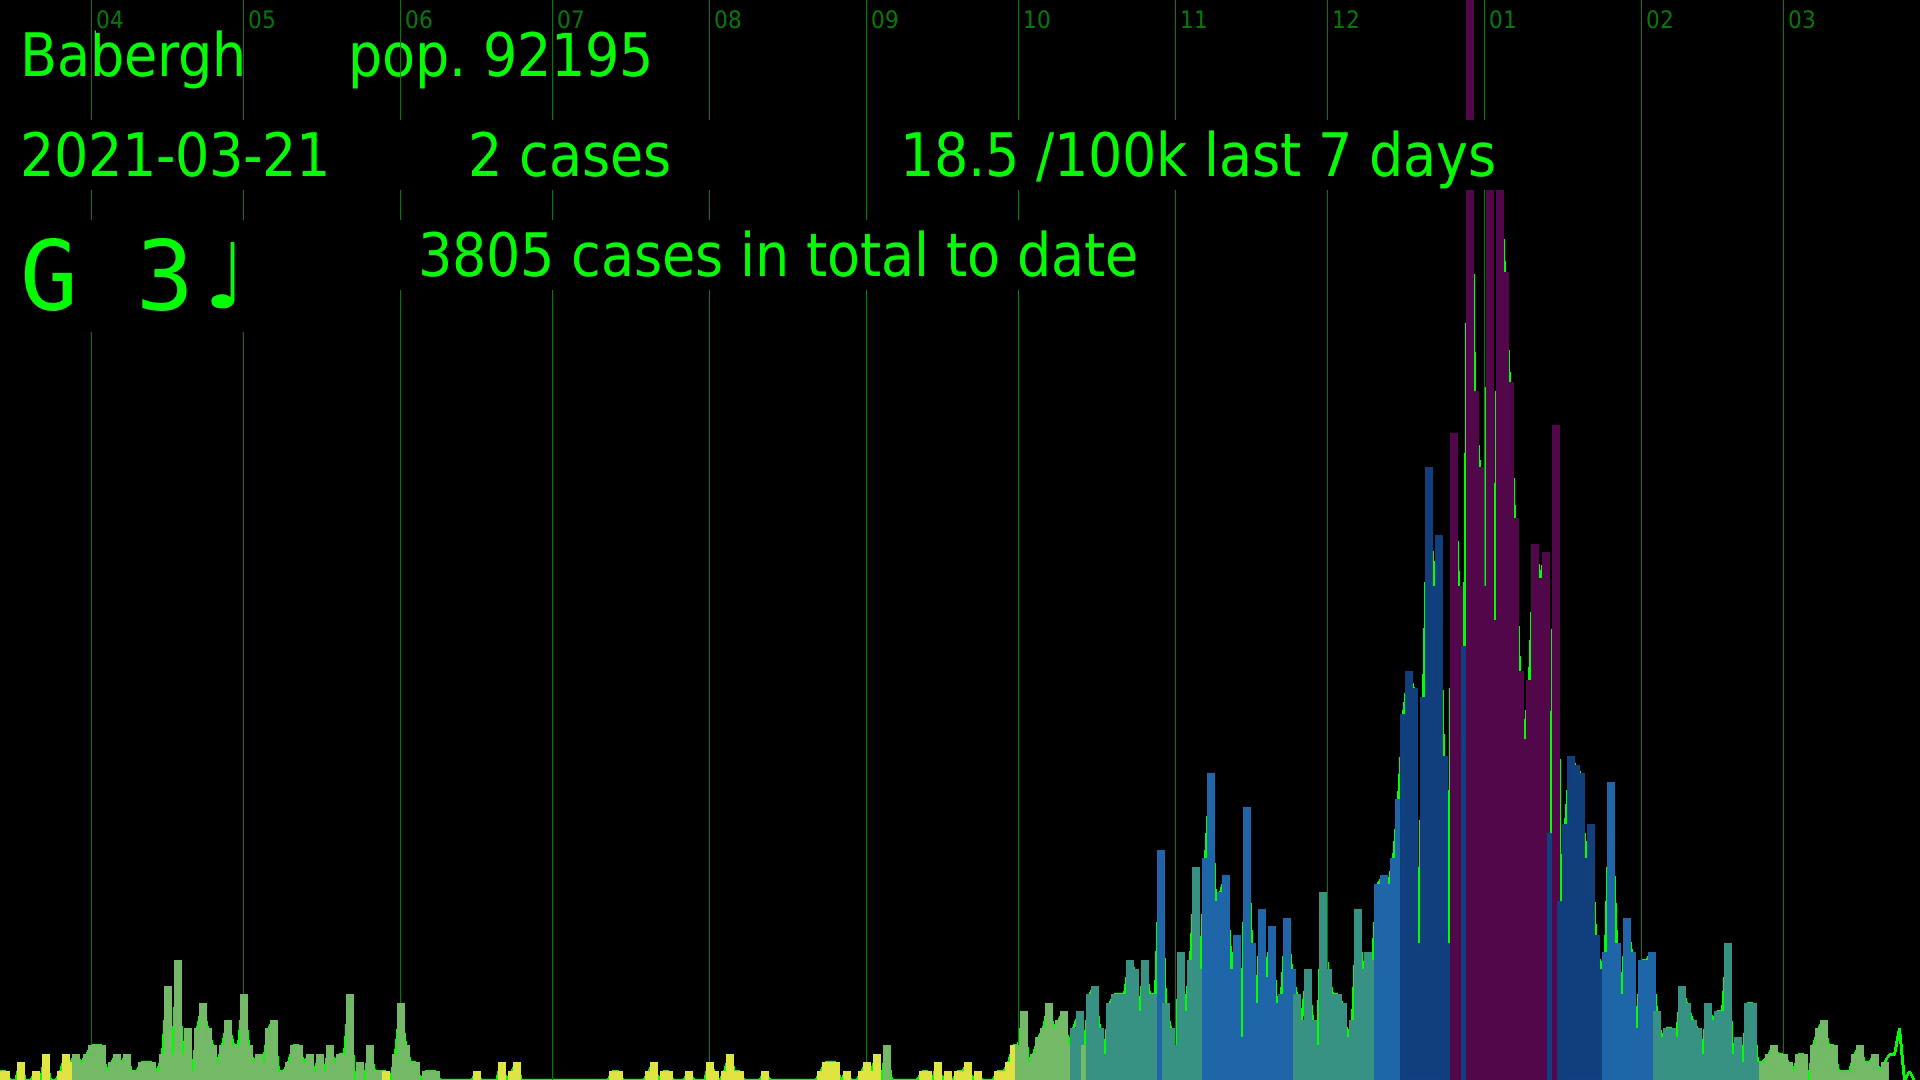 04 05 06 07 08 09 10 11 12 01 02 03
Babergh pop. 92195
2021-03-21 2 cases 18.5 /100k last 7 days
G 3♩ 3805 cases in total to date